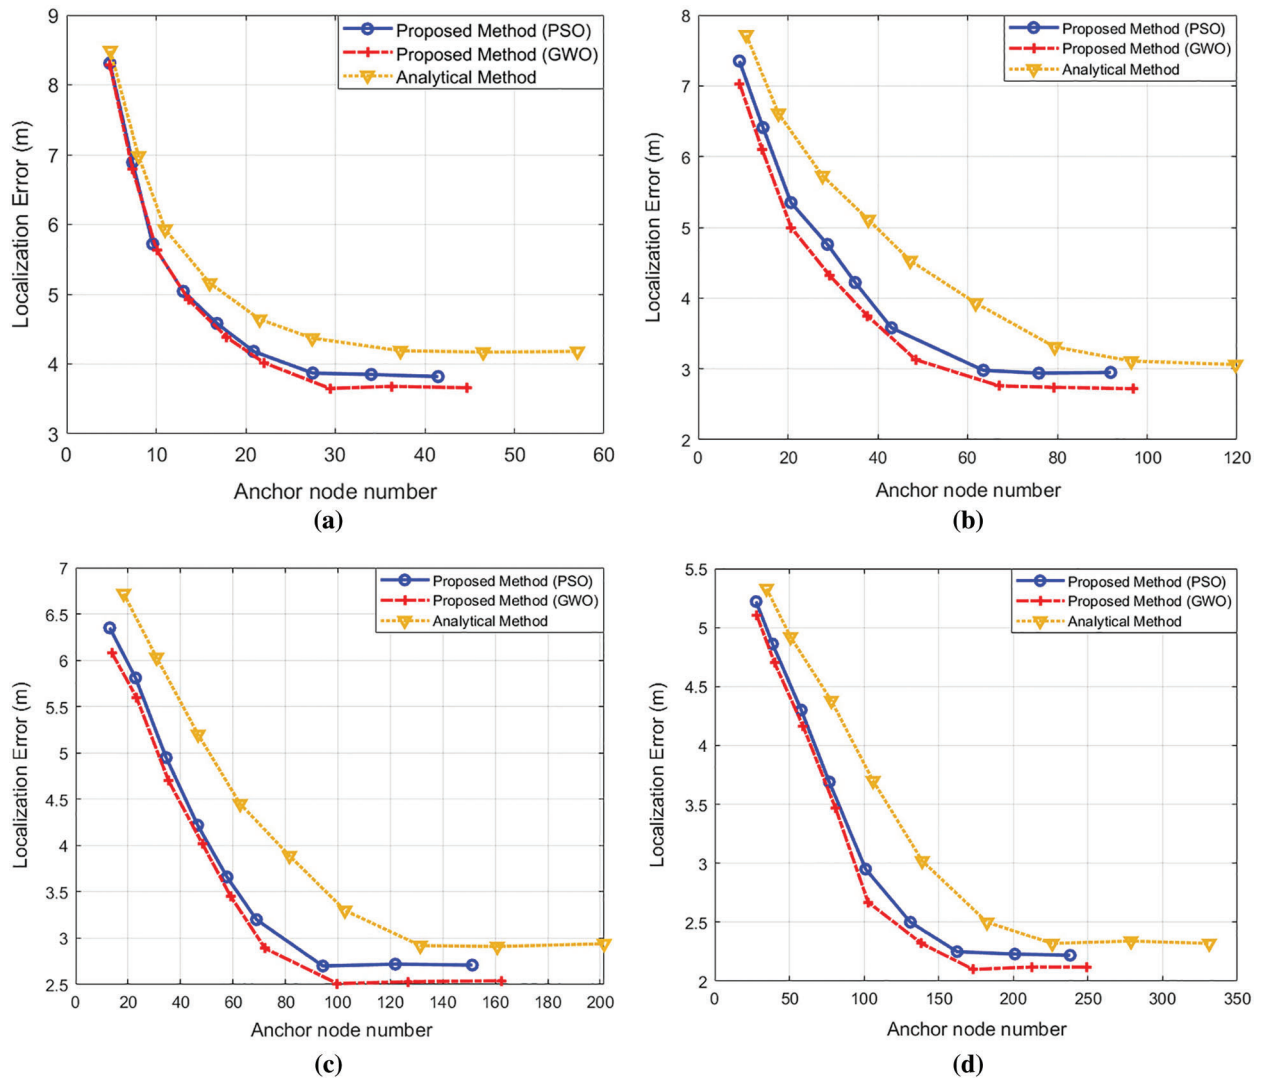 9
8
7
6
5
4
3
0 10 20 30 40 50 60
Localization Error (m)
Anchor node number
Proposed Method (PSO)
Proposed Method (GWO)
Analytical Method
(a)
8
7
6
5
4
3
2
0 20 40 60 80 100 120
Localization Error (m)
Anchor node number
Proposed Method (PSO)
Proposed Method (GWO)
Analytical Method
(b)
7
6.5
6
5.5
5
4.5
4
3.5
3
2.5
0 20 40 60 80 100 120 140 160 180 200
Localization Error (m)
Anchor node number
Proposed Method (PSO)
Proposed Method (GWO)
Analytical Method
(c)
5.5
5
4.5
4
3.5
3
2.5
2
0 50 100 150 200 250 300 350
Localization Error (m)
Anchor node number
Proposed Method (PSO)
Proposed Method (GWO)
Analytical Method
(d)